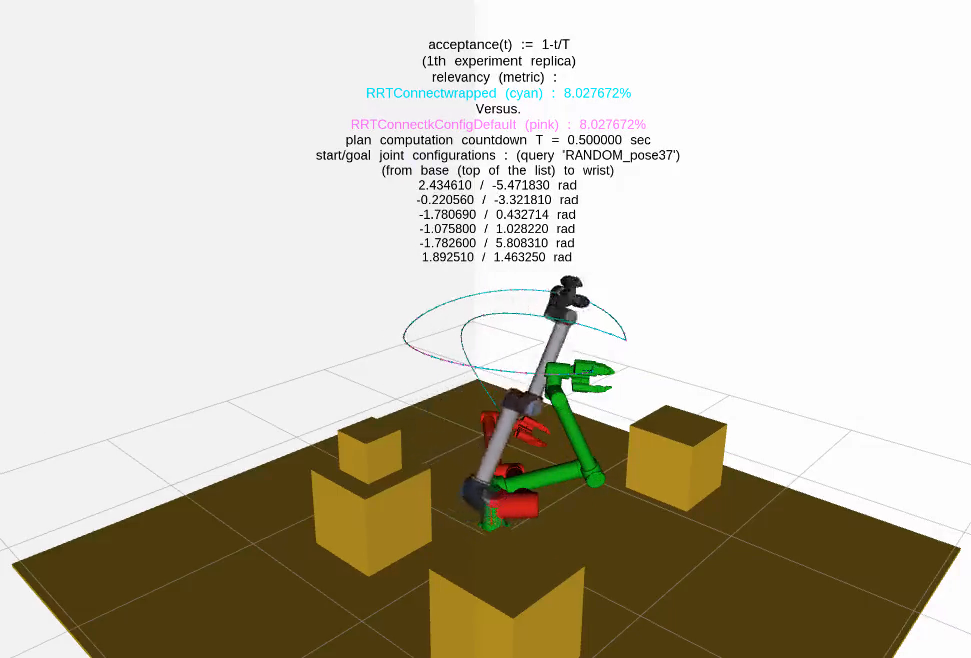 acceptance(t) := 1-t/T
(1th experiment replica)
relevancy (metric) :
RRTConnectwrapped (cyan) : 8.027672%
Versus.
RRTConnectkConfigDefault (pink) : 8.027672%
plan computation countdown T = 0.500000 sec
start/goal joint configurations : (query 'RANDOM_pose37')
(from base (top of the list) to wrist)
2.434610 / -5.471830 rad
-0.220560 / -3.321810 rad
-1.780690 / 0.432714 rad
-1.075800 / 1.028220 rad
-1.782600 / 5.808310 rad
1.892510 / 1.463250 rad